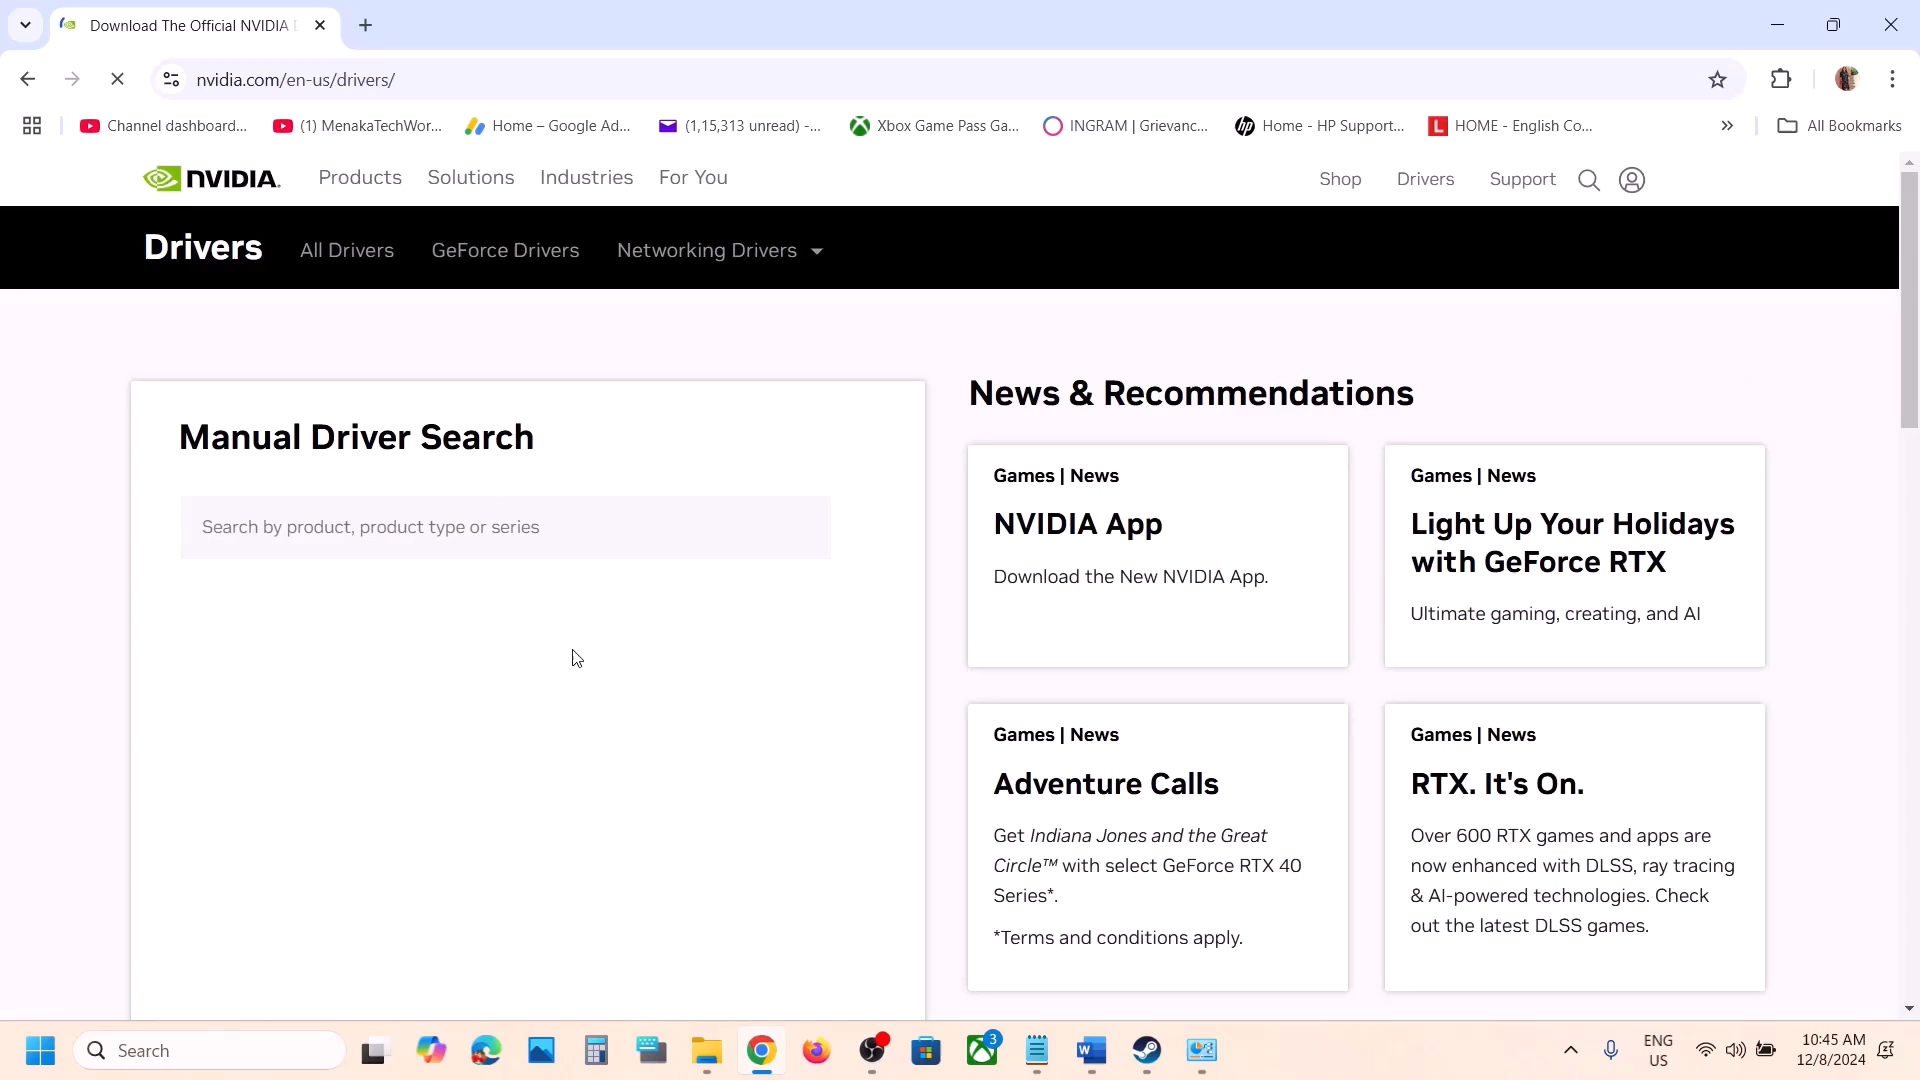 Download The Official NVIDIA
nvidia.com/en-us/drivers/
Channel dashboard...
(1) MenakaTechWor...
Home – Google Ad...
(1,15,313 unread) -...
Xbox Game Pass Ga...
INGRAM | Grievanc...
Home - HP Support...
HOME - English Co...
All Bookmarks
NVIDIA.
Products
Solutions
Industries
For You
Shop
Drivers
Support
Drivers
All Drivers
GeForce Drivers
Networking Drivers
Manual Driver Search
Search by product, product type or series
News & Recommendations
Games | News
NVIDIA App
Download the New NVIDIA App.
Games | News
Light Up Your Holidays
with GeForce RTX
Ultimate gaming, creating, and AI
Games | News
Adventure Calls
Get Indiana Jones and the Great
Circle™ with select GeForce RTX 40
Series*.
*Terms and conditions apply.
Games | News
RTX. It's On.
Over 600 RTX games and apps are
now enhanced with DLSS, ray tracing
& AI-powered technologies. Check
out the latest DLSS games.
Search
3
ENG
US
10:45 AM
12/8/2024